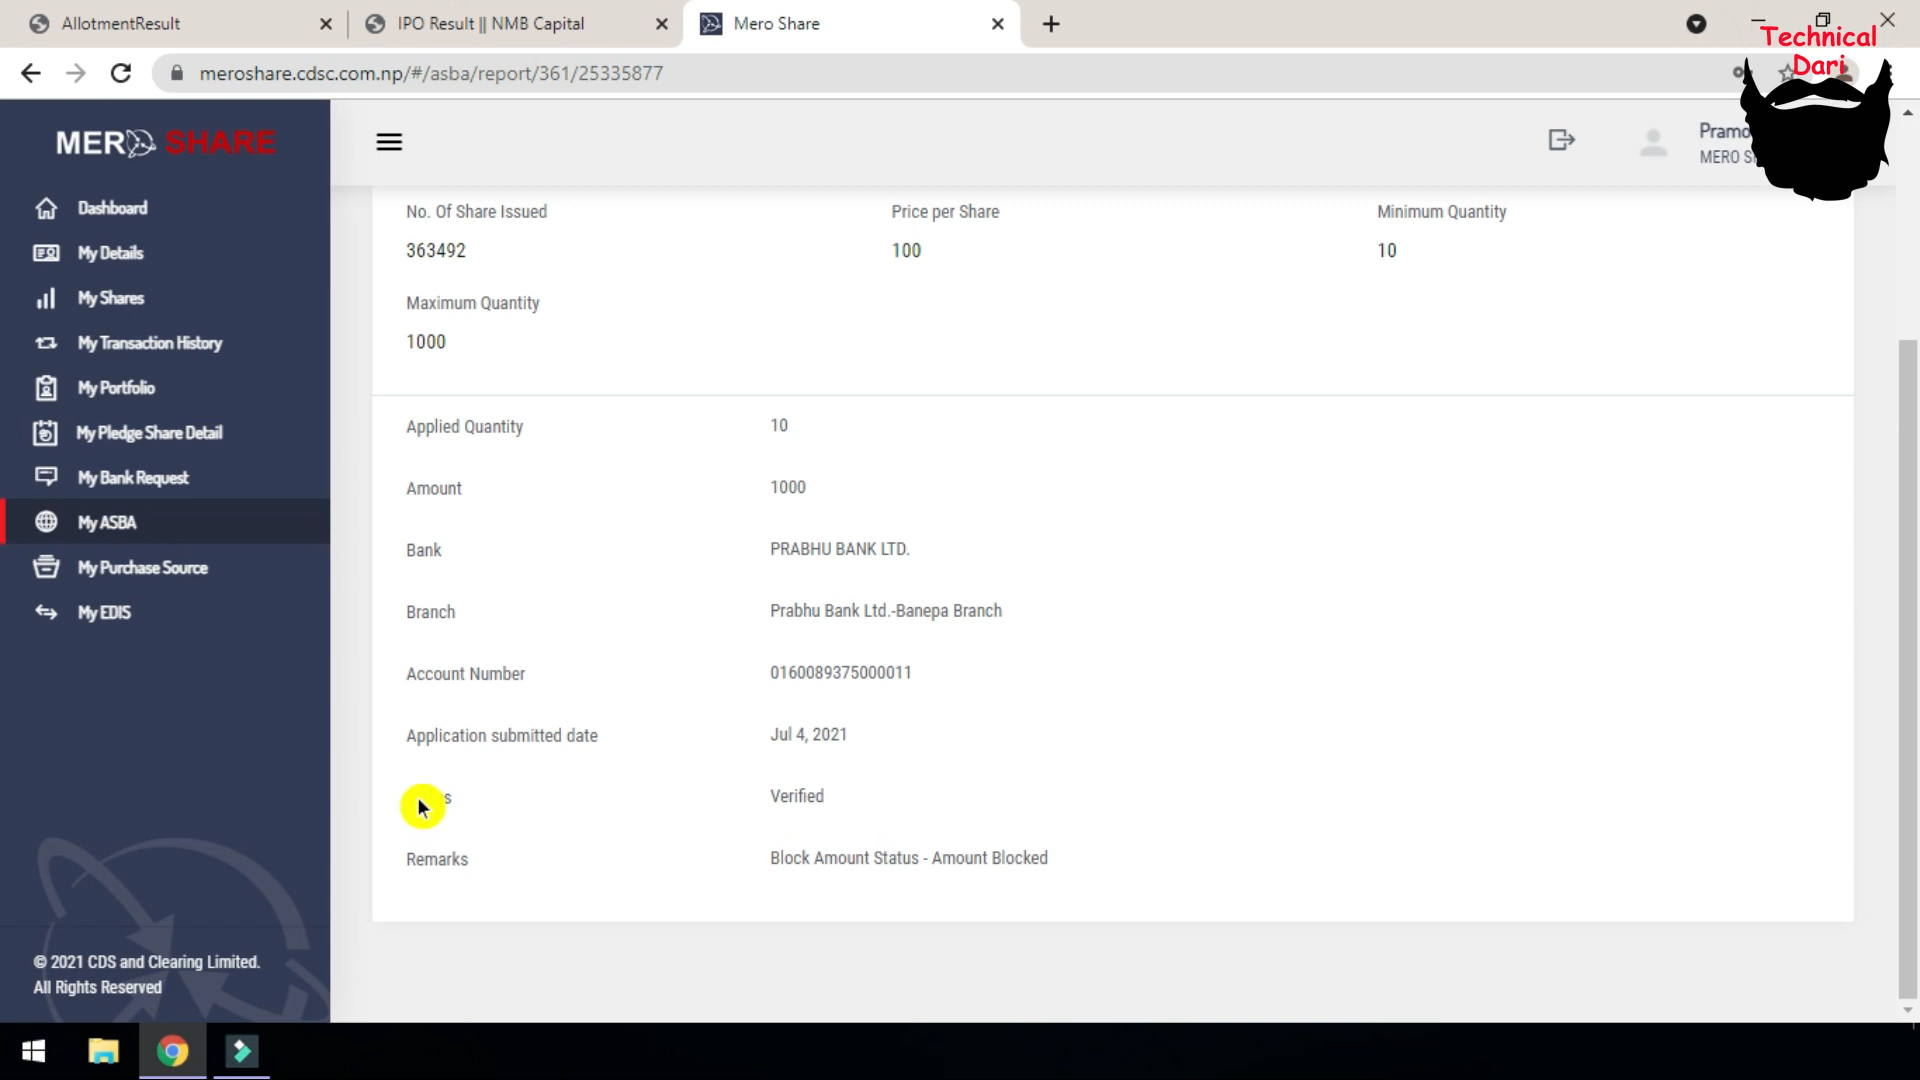 AllotmentResult
IPO Result || NMB Capital
Mero Share
Technical
Dari
meroshare.cdsc.com.np/#/asba/report/361/25335877
MERO SHARE
Dashboard
My Details
My Shares
My Transaction History
My Portfolio
My Pledge Share Detail
My Bank Request
My ASBA
My Purchase Source
My EDIS
© 2021 CDS and Clearing Limited.
All Rights Reserved
Pramo
MERO S
No. Of Share Issued
363492
Price per Share
100
Minimum Quantity
10
Maximum Quantity
1000
Applied Quantity 10
Amount 1000
Bank PRABHU BANK LTD.
Branch Prabhu Bank Ltd.-Banepa Branch
Account Number 0160089375000011
Application submitted date Jul 4, 2021
Verified
Remarks Block Amount Status - Amount Blocked